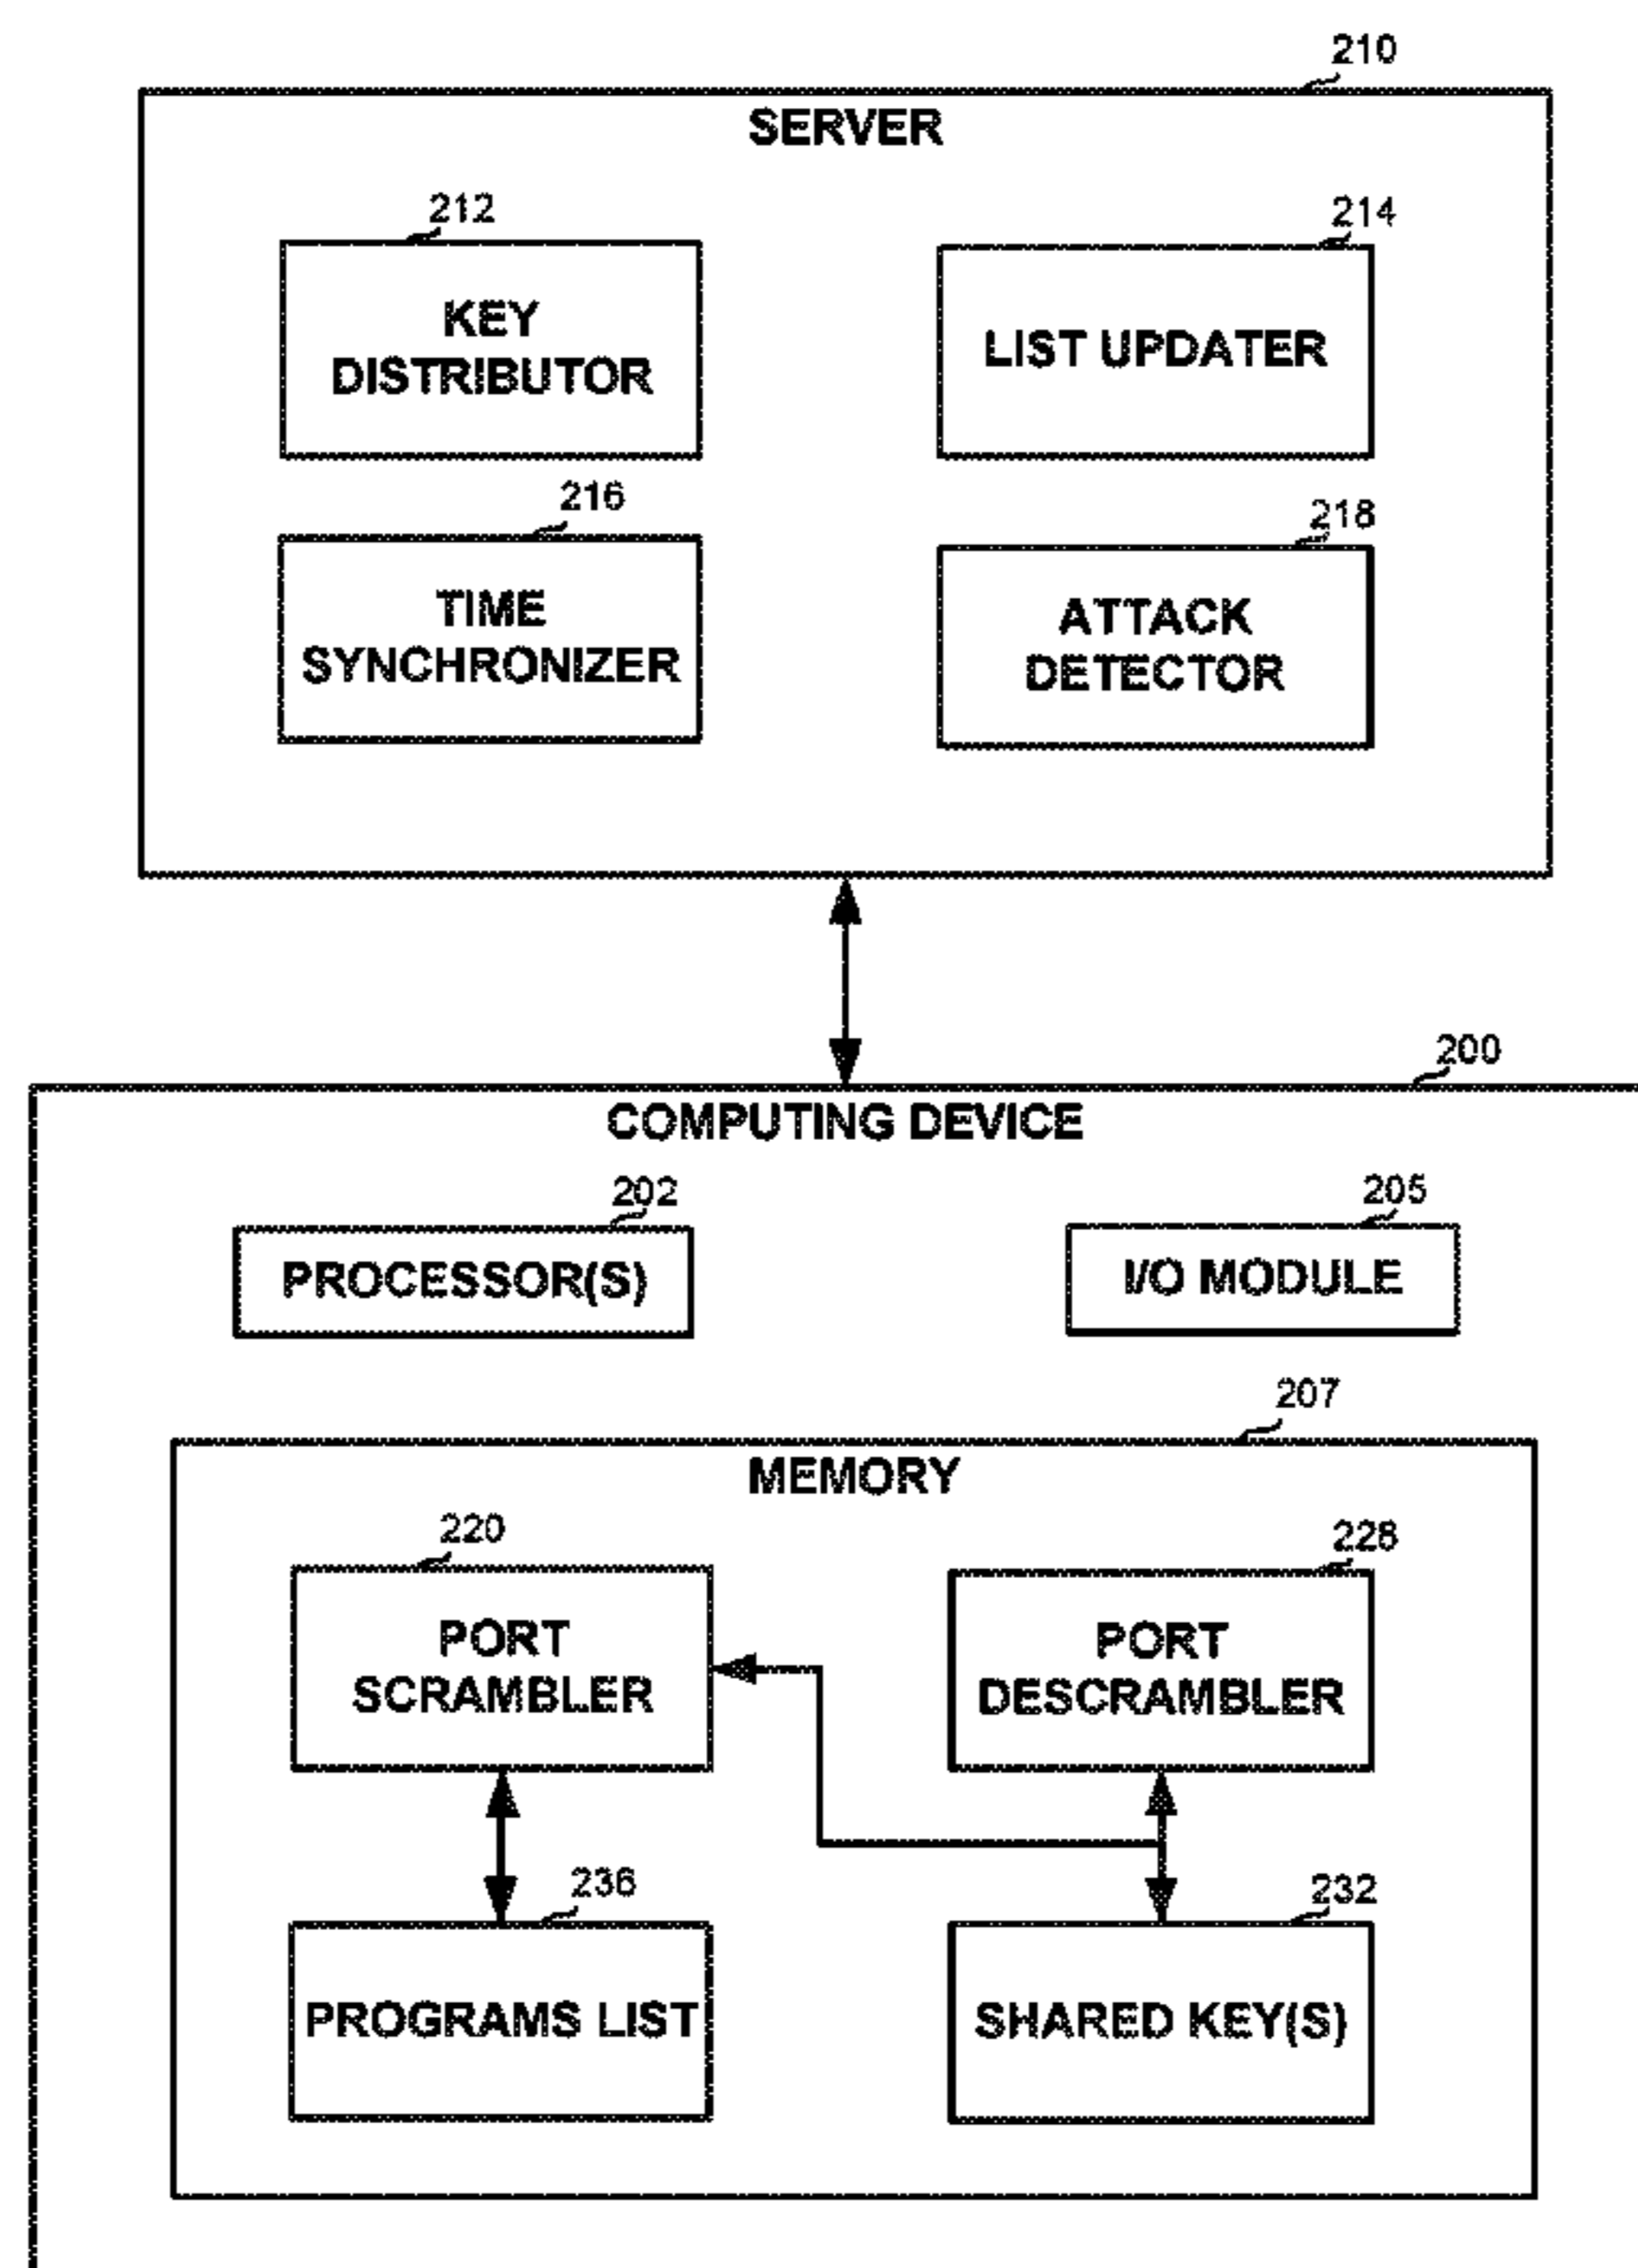 210
SERVER
212
214
KEY
DISTRIBUTOR
LIST UPDATER
216
218
TIME
SYNCHRONIZER
ATTACK
DETECTOR
200
COMPUTING DEVICE
202
205
PROCESSOR(S)
I/O MODULE
207
MEMORY
220
228
PORT
SCRAMBLER
PORT
DESCRAMBLER
236
232
PROGRAMS LIST
SHARED KEY(S)